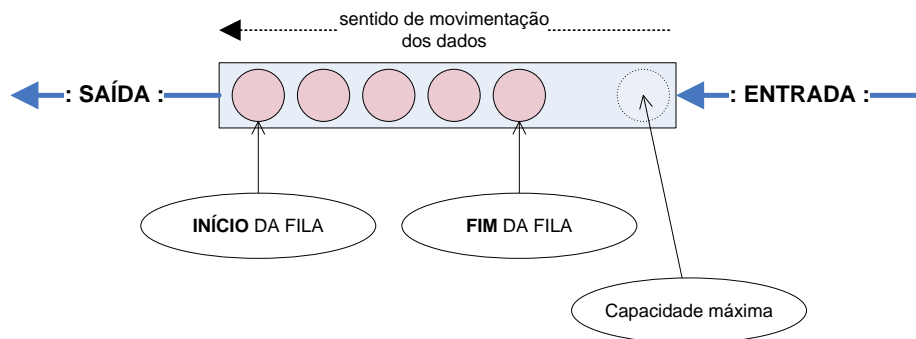 sentido de movimentação
dos dados
: SAÍDA :
: ENTRADA :
INÍCIO DA FILA
FIM DA FILA
Capacidade máxima